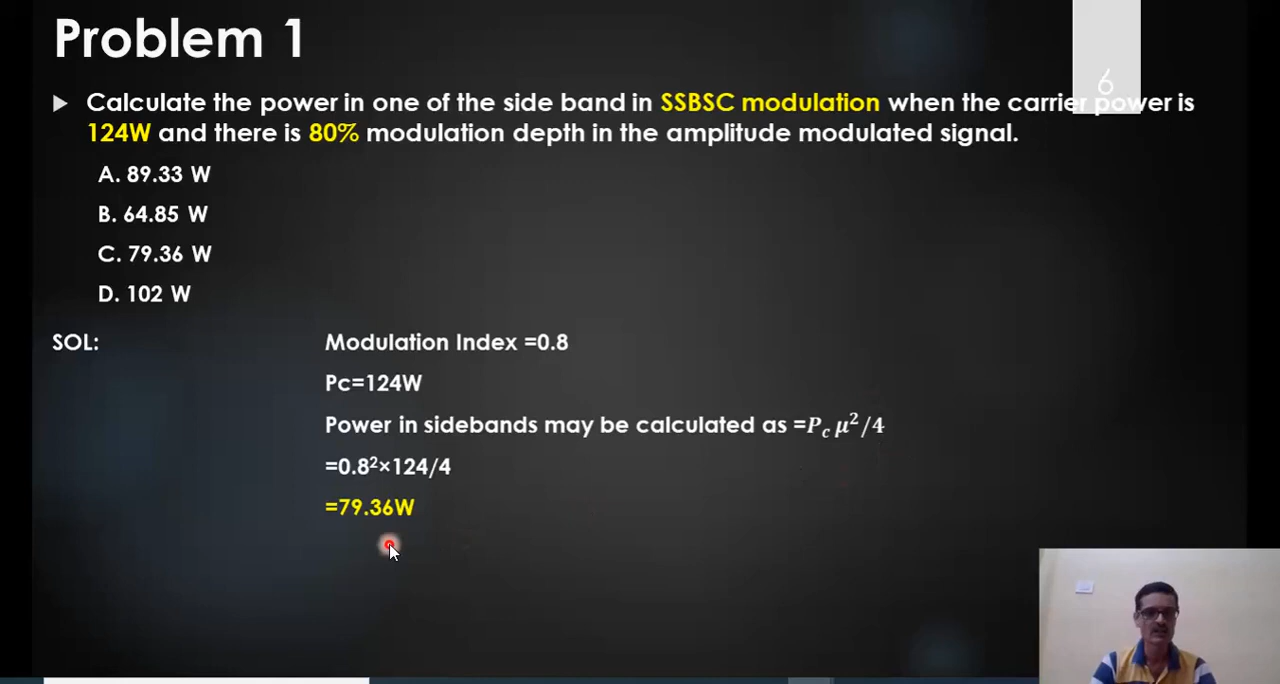 Problem 1
6
Calculate the power in one of the side band in SSBSC modulation when the carrier power is
124W and there is 80% modulation depth in the amplitude modulated signal.
A. 89.33 W
B. 64.85 W
C. 79.36 W
D. 102 W
SOL: Modulation Index =0.8
Pc=124W
Power in sidebands may be calculated as =𝑷𝒄 𝝁²/𝟒
=0.8²×124/4
=79.36W